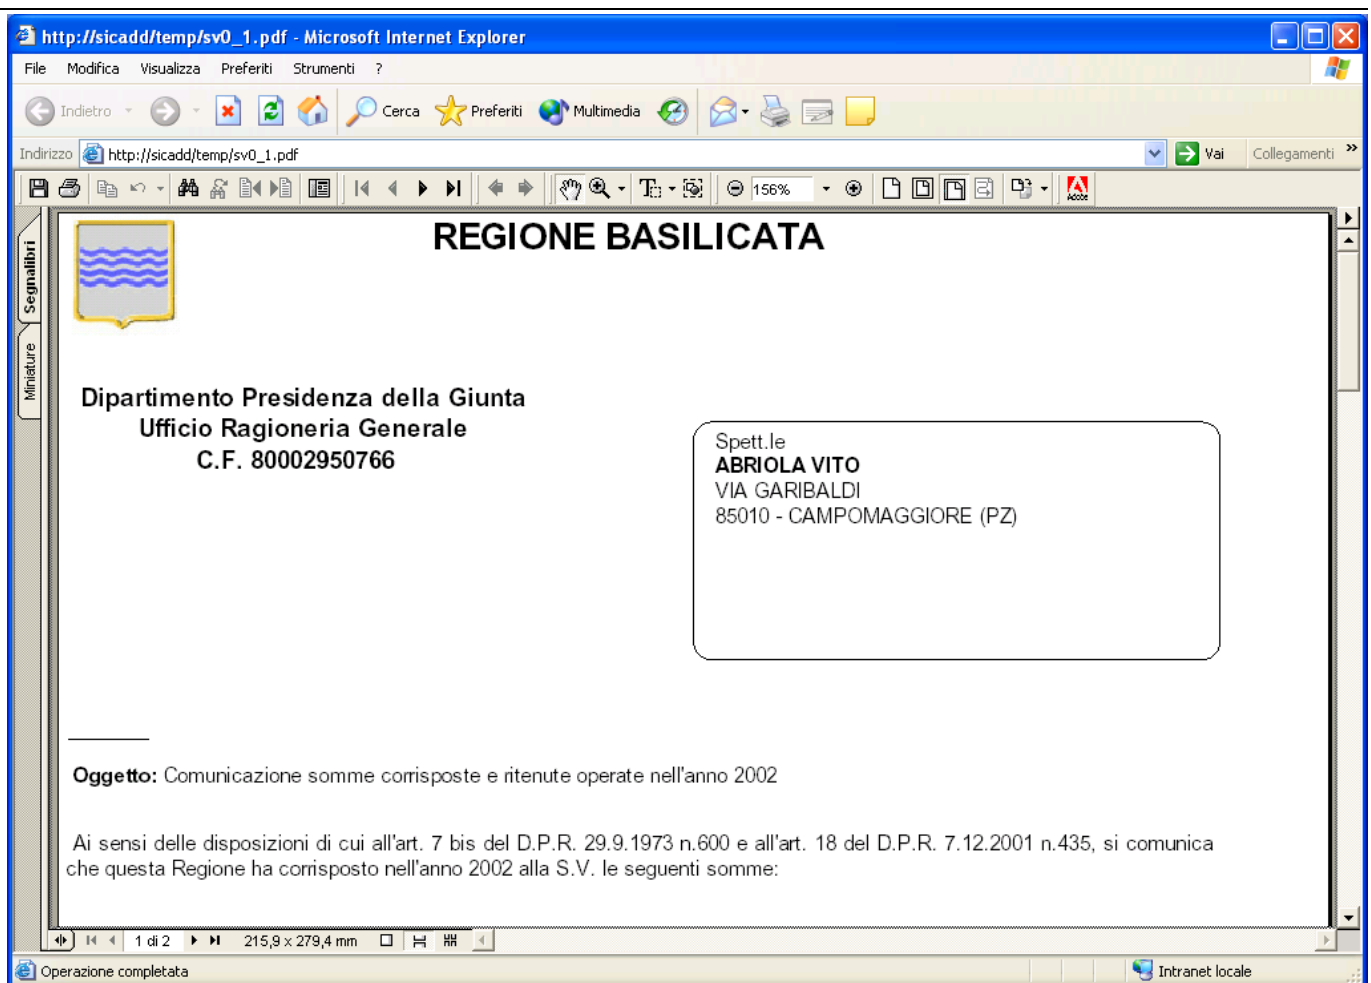 http://sicadd/temp/sv0_1.pdf - Microsoft Internet Explorer
File Modifica Visualizza Preferiti Strumenti ?
Indietro Cerca Preferiti Multimedia
Indirizzo http://sicadd/temp/sv0_1.pdf Vai Collegamenti »
156% Adobe
Segnalibri
Miniature
REGIONE BASILICATA
Dipartimento Presidenza della Giunta
Ufficio Ragioneria Generale
C.F. 80002950766
Spett.le
ABRIOLA VITO
VIA GARIBALDI
85010 - CAMPOMAGGIORE (PZ)
Oggetto: Comunicazione somme corrisposte e ritenute operate nell'anno 2002
Ai sensi delle disposizioni di cui all'art. 7 bis del D.P.R. 29.9.1973 n.600 e all'art. 18 del D.P.R. 7.12.2001 n.435, si comunica
che questa Regione ha corrisposto nell'anno 2002 alla S.V. le seguenti somme:
1 di 2 215,9 x 279,4 mm
Operazione completata Intranet locale